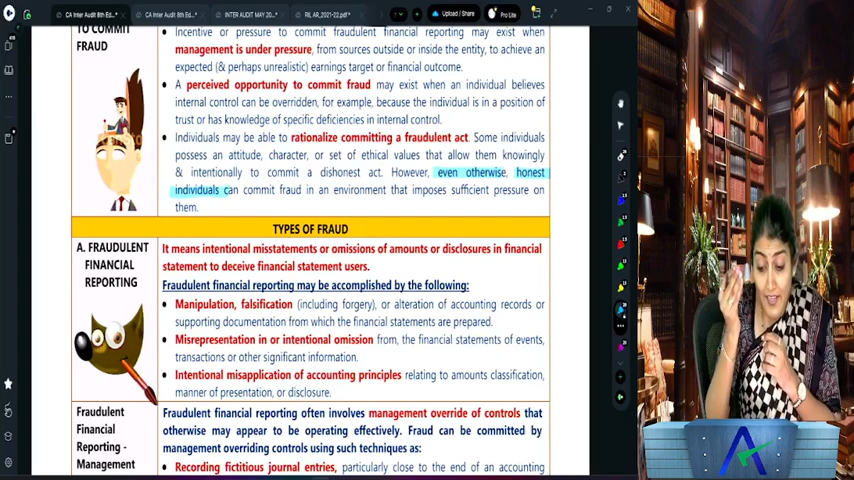 CA Inter Audit 8th Ed...*
CA Inter Audit 8th Ed...*
INTER AUDIT MAY 20...*
RIL AR_2021-22.pdf*
Upload / Share
Pro Lite
TO COMMIT
FRAUD
• Incentive or pressure to commit fraudulent financial reporting may exist when
management is under pressure, from sources outside or inside the entity, to achieve an
expected (& perhaps unrealistic) earnings target or financial outcome.
• A perceived opportunity to commit fraud may exist when an individual believes
internal control can be overridden, for example, because the individual is in a position of
trust or has knowledge of specific deficiencies in internal control.
• Individuals may be able to rationalize committing a fraudulent act. Some individuals
possess an attitude, character, or set of ethical values that allow them knowingly
& intentionally to commit a dishonest act. However, even otherwise, honest
individuals can commit fraud in an environment that imposes sufficient pressure on
them.
TYPES OF FRAUD
A. FRAUDULENT
FINANCIAL
REPORTING
It means intentional misstatements or omissions of amounts or disclosures in financial
statement to deceive financial statement users.
Fraudulent financial reporting may be accomplished by the following:
• Manipulation, falsification (including forgery), or alteration of accounting records or
supporting documentation from which the financial statements are prepared.
• Misrepresentation in or intentional omission from, the financial statements of events,
transactions or other significant information.
• Intentional misapplication of accounting principles relating to amounts classification,
manner of presentation, or disclosure.
Fraudulent
Financial
Reporting -
Management
Fraudulent financial reporting often involves management override of controls that
otherwise may appear to be operating effectively. Fraud can be committed by
management overriding controls using such techniques as:
• Recording fictitious journal entries, particularly close to the end of an accounting